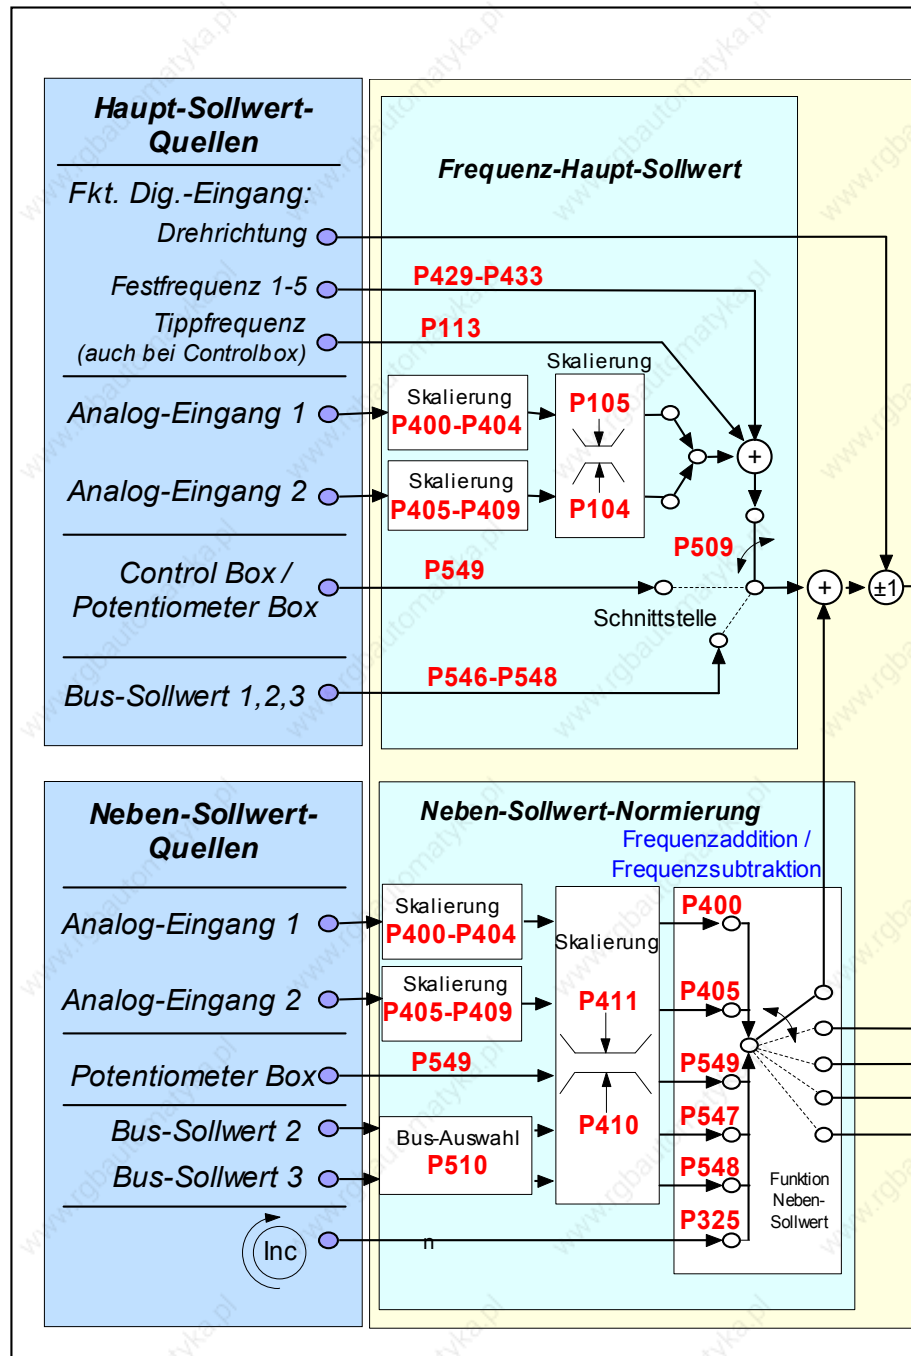 Haupt-Sollwert-
Quellen
Fkt. Dig.-Eingang:
Drehrichtung
Festfrequenz 1-5
Tippfrequenz
(auch bei Controlbox)
Analog-Eingang 1
Analog-Eingang 2
Control Box /
Potentiometer Box
Bus-Sollwert 1,2,3
Frequenz-Haupt-Sollwert
P429-P433
P113
Skalierung
Skalierung
P400-P404
P105
Skalierung
P405-P409
P104
+
P509
P549
Schnittstelle
+
±1
P546-P548
Neben-Sollwert-
Quellen
Analog-Eingang 1
Analog-Eingang 2
Potentiometer Box
Bus-Sollwert 2
Bus-Sollwert 3
Inc
Neben-Sollwert-Normierung
Frequenzaddition /
Frequenzsubtraktion
Skalierung
P400-P404
Skalierung
P405-P409
P549
Bus-Auswahl
P510
n
Skalierung
P411
P410
P400
P405
P549
P547
P548
P325
Funktion
Neben-
Sollwert
www.rgbautomatyka.pl